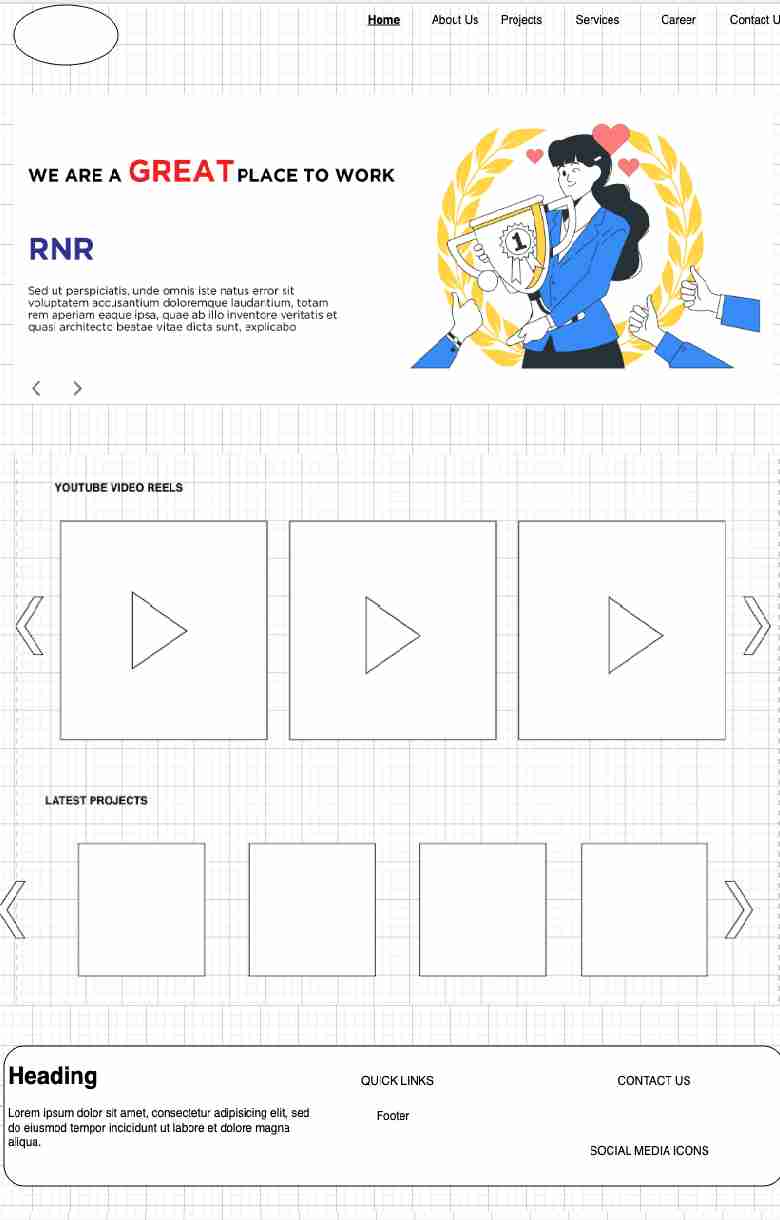 Home About Us Projects Services Career Contact U
WE ARE A GREAT PLACE TO WORK
1
RNR
Sed ut perspiciatis, unde omnis iste natus error sit
voluptatem accusantium doloremque laudantium, totam
rem aperiam eaque ipsa, quae ab illo inventore veritatis et
quasi architecto beatae vitae dicta sunt, explicabo
YOUTUBE VIDEO REELS
LATEST PROJECTS
Heading
Lorem ipsum dolor sit amet, consectetur adipisicing elit, sed
do eiusmod tempor incididunt ut labore et dolore magna
aliqua.
QUICK LINKS
Footer
CONTACT US
SOCIAL MEDIA ICONS